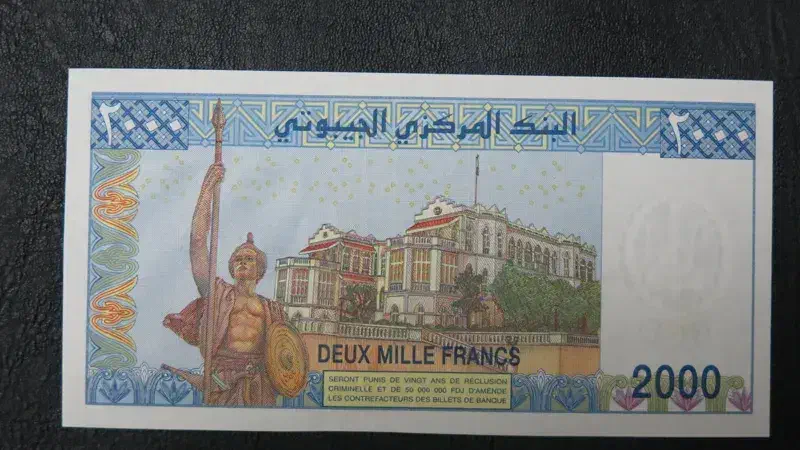 ٢٠٠٠ البنك المركزي الجيبوتي ٢٠٠٠
DEUX MILLE FRANCS
SERONT PUNIS DE VINGT ANS DE RECLUSION
CRIMINELLE ET DE 50 000 000 FDJ D'AMENDE
LES CONTREFACTEURS DES BILLETS DE BANQUE
2000